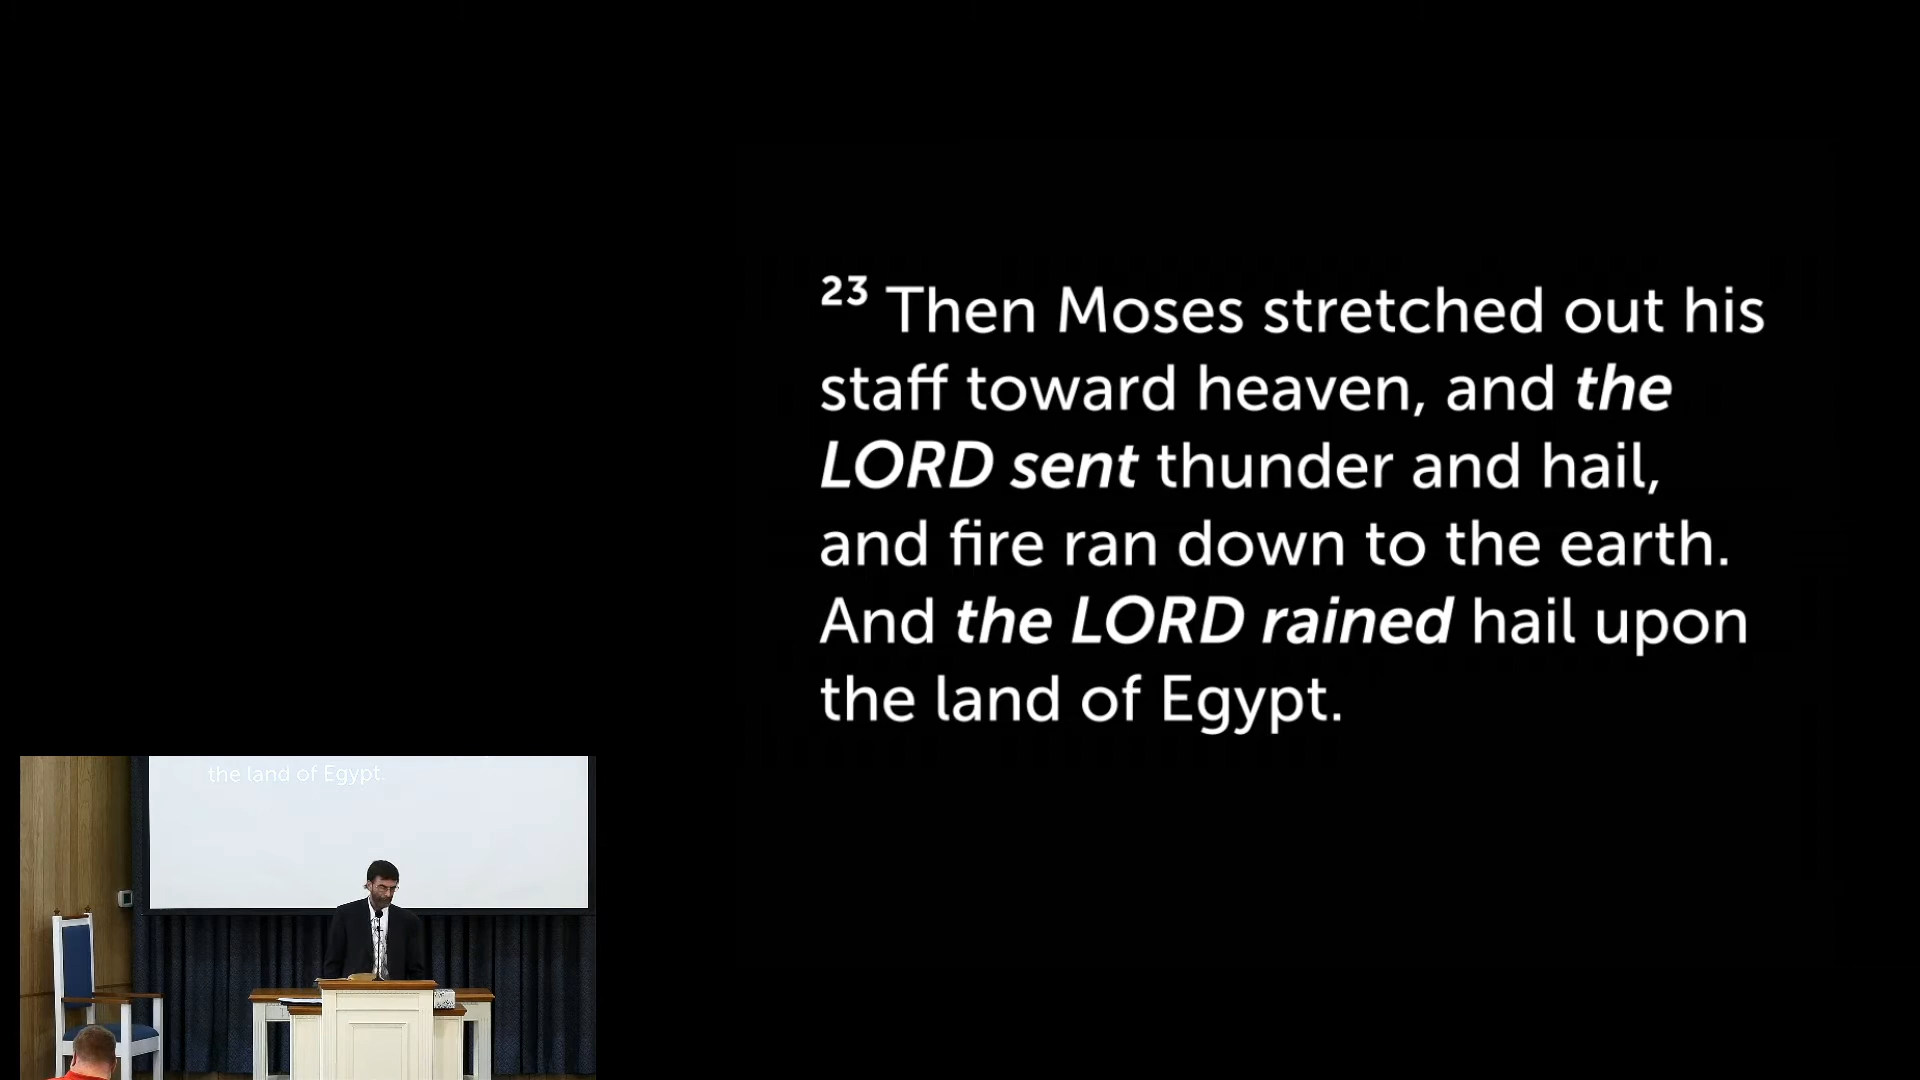 23 Then Moses stretched out his
staff toward heaven, and the
LORD sent thunder and hail,
and fire ran down to the earth.
And the LORD rained hail upon
the land of Egypt.
the land of Egypt.